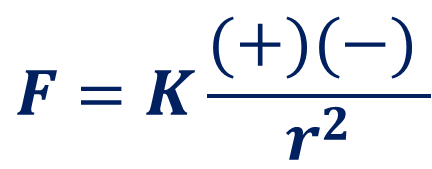 F = K (+)(−) / r²